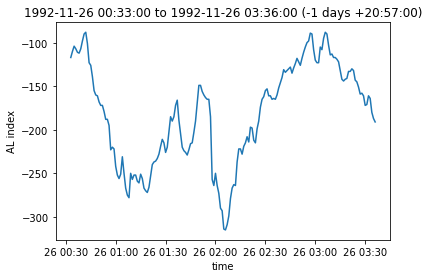 1992-11-26 00:33:00 to 1992-11-26 03:36:00 (-1 days +20:57:00)
−100
−150
−200
−250
−300
AL index
26 00:30 26 01:00 26 01:30 26 02:00 26 02:30 26 03:00 26 03:30
time